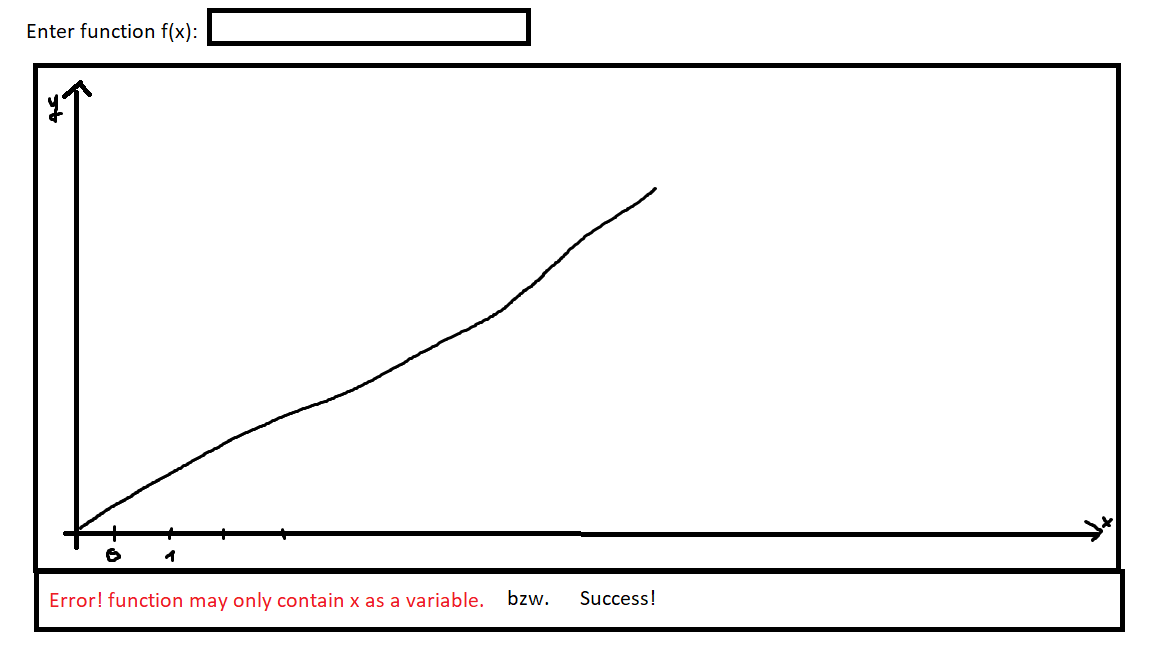 Enter function f(x):
y
x
0 1
Error! function may only contain x as a variable. bzw. Success!